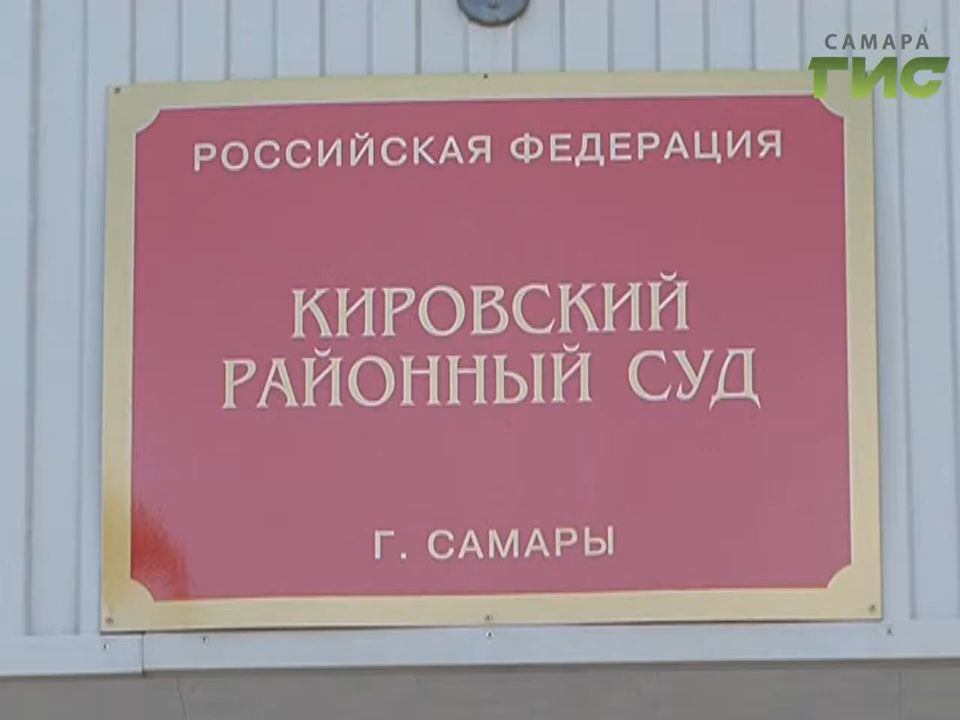 САМАРА
ГИС
РОССИЙСКАЯ ФЕДЕРАЦИЯ
КИРОВСКИЙ
РАЙОННЫЙ СУД
Г. САМАРЫ